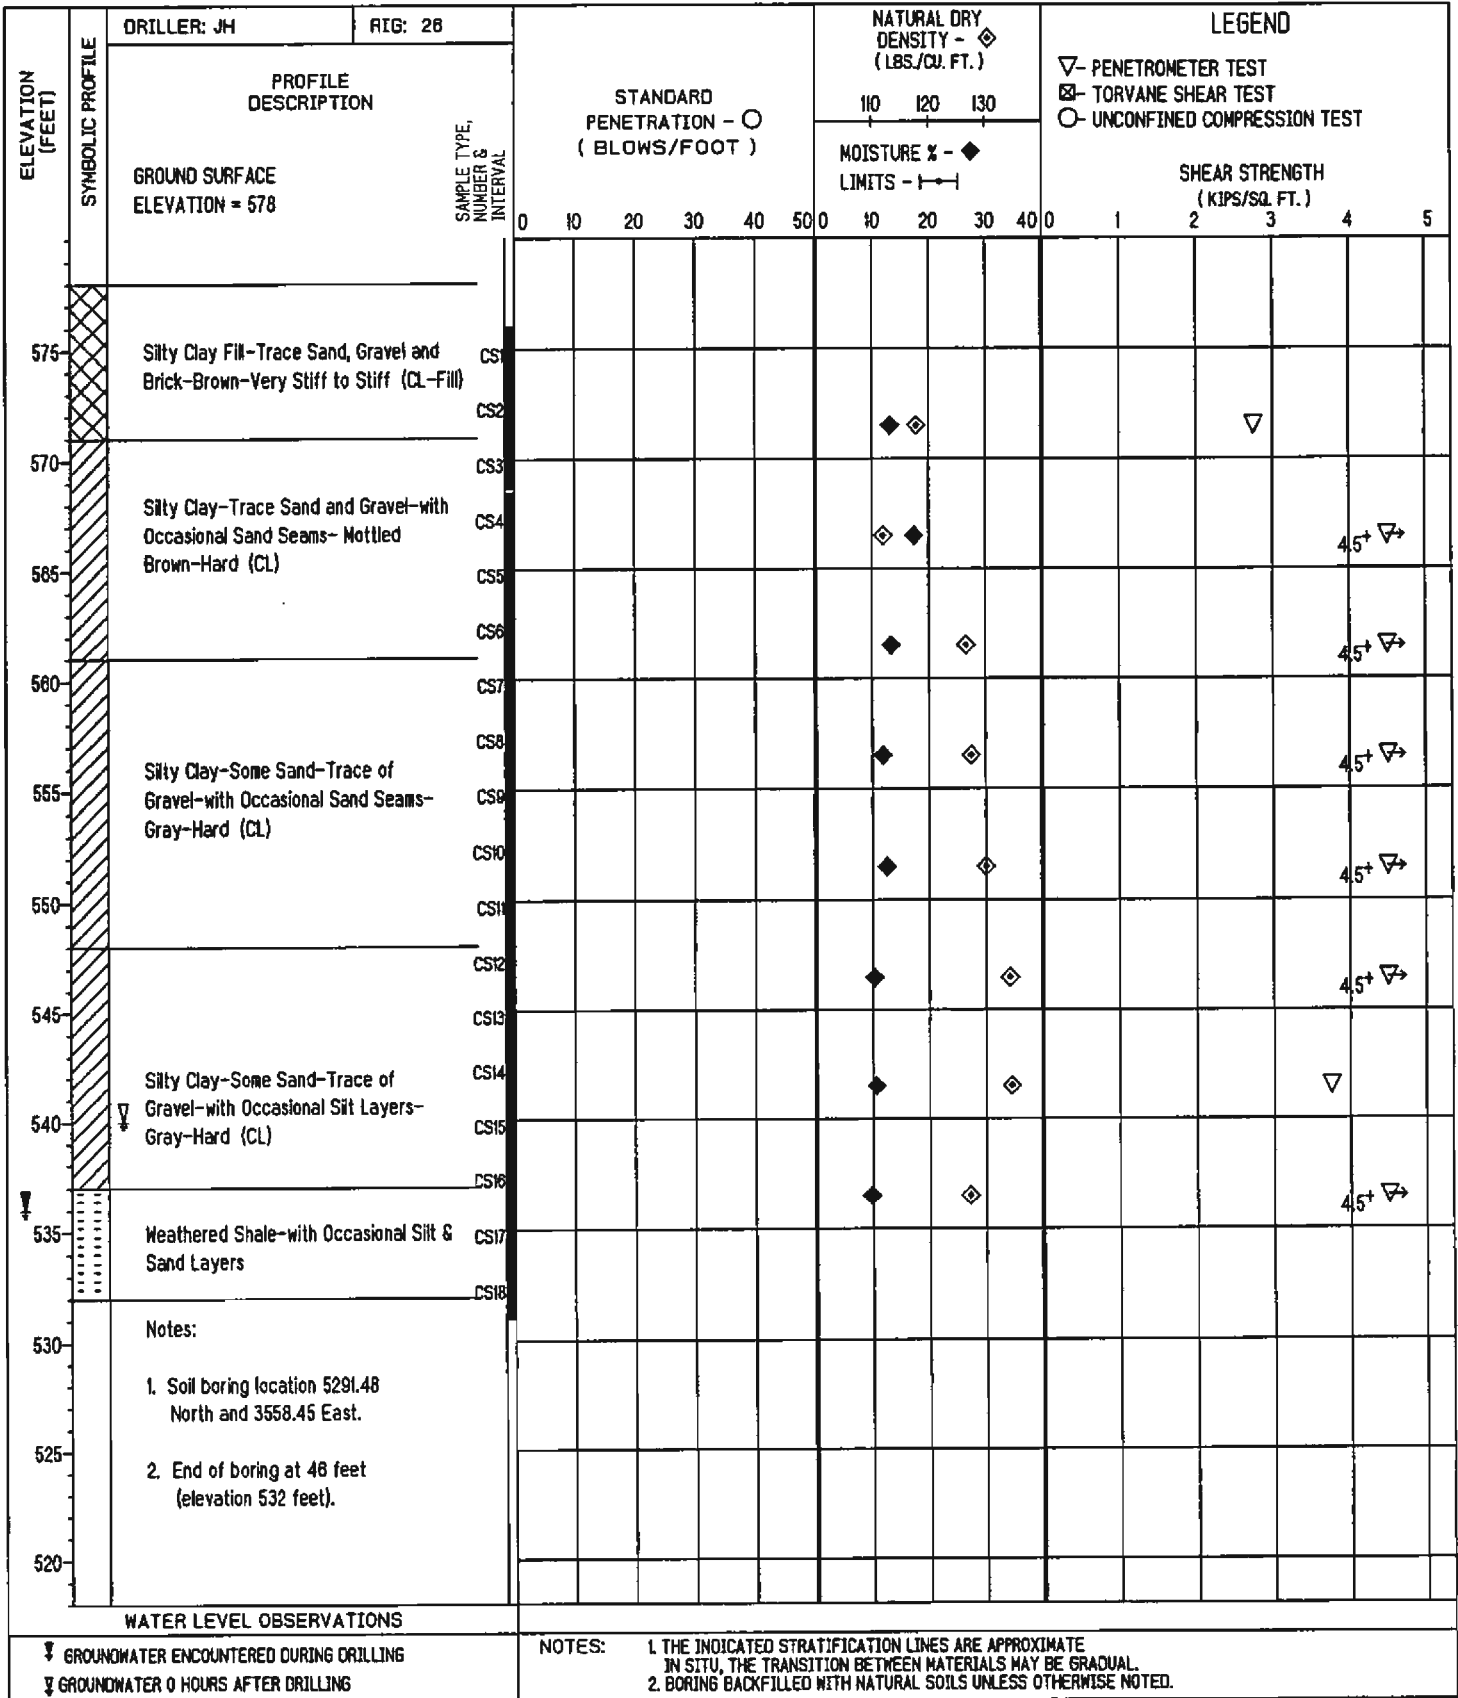 DRILLER: JH
RIG: 26
ELEVATION
(FEET)
SYMBOLIC PROFILE
PROFILE
DESCRIPTION
GROUND SURFACE
ELEVATION = 578
SAMPLE TYPE,
NUMBER &
INTERVAL
STANDARD
PENETRATION -
( BLOWS/FOOT )
0 10 20 30 40 50
NATURAL DRY
DENSITY -
( LBS./CU. FT. )
110 120 130
MOISTURE % -
LIMITS -
0 10 20 30 40
LEGEND
- PENETROMETER TEST
- TORVANE SHEAR TEST
- UNCONFINED COMPRESSION TEST
SHEAR STRENGTH
( KIPS/SQ. FT. )
0 1 2 3 4 5
575
Silty Clay Fill-Trace Sand, Gravel and
Brick-Brown-Very Stiff to Stiff (CL-Fill)
CS1
CS2
570
CS3
Silty Clay-Trace Sand and Gravel-with
Occasional Sand Seams- Mottled
Brown-Hard (CL)
CS4
4.5+
565
CS5
CS6
4.5+
560
CS7
CS8
4.5+
Silty Clay-Some Sand-Trace of
Gravel-with Occasional Sand Seams-
Gray-Hard (CL)
555
CS9
CS10
4.5+
550
CS11
CS12
4.5+
545
CS13
CS14
Silty Clay-Some Sand-Trace of
Gravel-with Occasional Silt Layers-
Gray-Hard (CL)
540
CS15
CS16
4.5+
535
Weathered Shale-with Occasional Silt &
Sand Layers
CS17
CS18
530
Notes:
1. Soil boring location 5291.48
North and 3558.45 East.
525
2. End of boring at 46 feet
(elevation 532 feet).
520
WATER LEVEL OBSERVATIONS
GROUNDWATER ENCOUNTERED DURING DRILLING
GROUNDWATER 0 HOURS AFTER DRILLING
NOTES: 1. THE INDICATED STRATIFICATION LINES ARE APPROXIMATE
IN SITU, THE TRANSITION BETWEEN MATERIALS MAY BE GRADUAL.
2. BORING BACKFILLED WITH NATURAL SOILS UNLESS OTHERWISE NOTED.